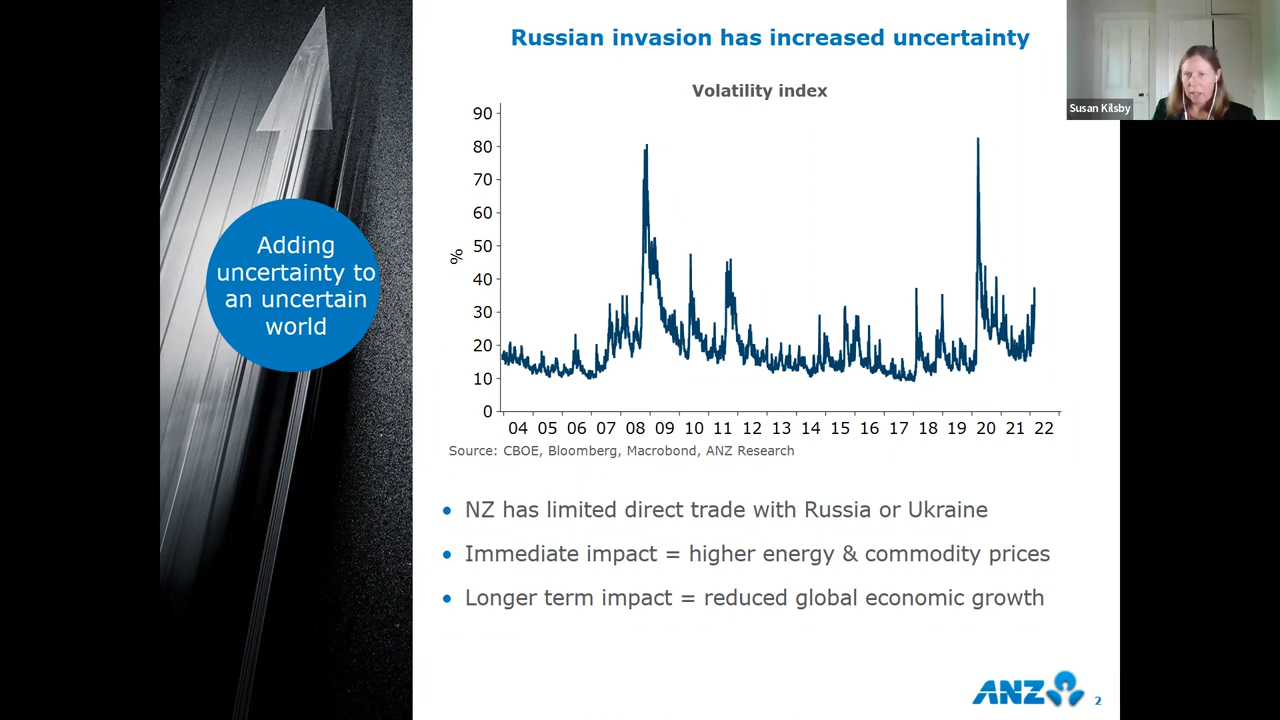 Russian invasion has increased uncertainty
Susan Kilsby
Adding
uncertainty to
an uncertain
world
Volatility index
%
90
80
70
60
50
40
30
20
10
0
04 05 06 07 08 09 10 11 12 13 14 15 16 17 18 19 20 21 22
Source: CBOE, Bloomberg, Macrobond, ANZ Research
• NZ has limited direct trade with Russia or Ukraine
• Immediate impact = higher energy & commodity prices
• Longer term impact = reduced global economic growth
ANZ
2